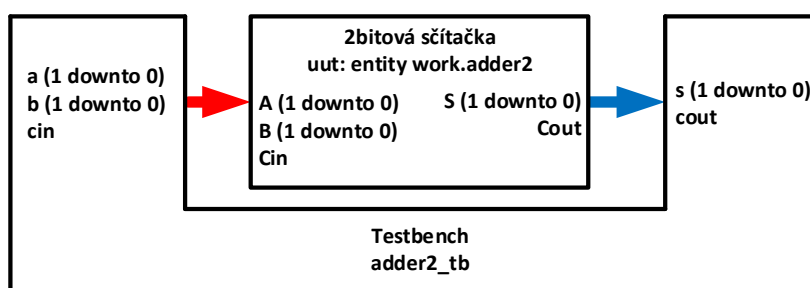 a (1 downto 0)
b (1 downto 0)
cin
2bitová sčítačka
uut: entity work.adder2
A (1 downto 0)
B (1 downto 0)
Cin
S (1 downto 0)
Cout
s (1 downto 0)
cout
Testbench
adder2_tb